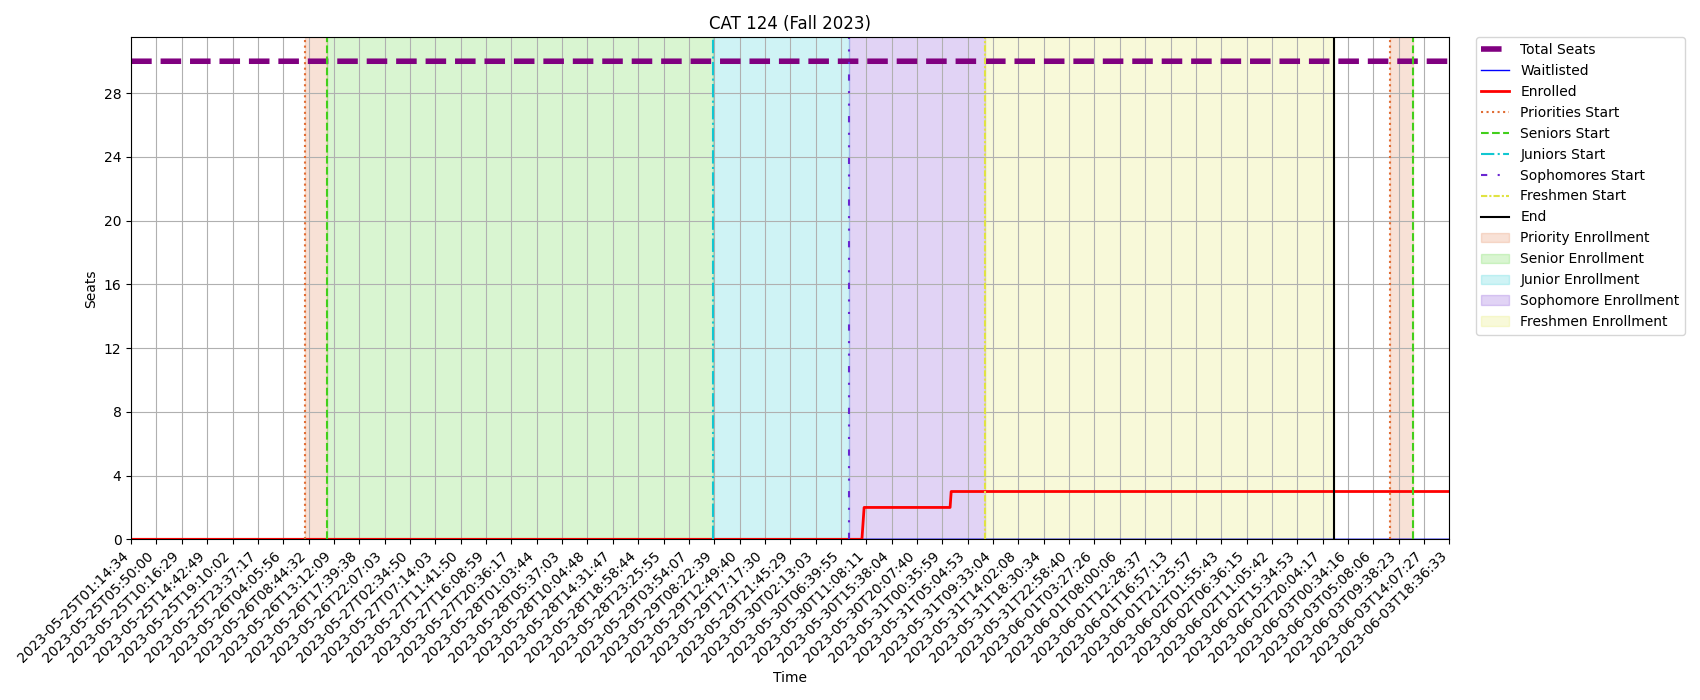 CAT 124 (Fall 2023)
Seats
28
24
20
16
12
8
4
0
2023-05-25T01:14:34
2023-05-25T05:50:00
2023-05-25T10:16:29
2023-05-25T14:42:49
2023-05-25T19:10:02
2023-05-25T23:37:17
2023-05-26T04:05:56
2023-05-26T08:44:32
2023-05-26T13:12:09
2023-05-26T17:39:38
2023-05-26T22:07:03
2023-05-27T02:34:50
2023-05-27T07:14:03
2023-05-27T11:41:50
2023-05-27T16:08:59
2023-05-27T20:36:17
2023-05-28T01:03:44
2023-05-28T05:37:03
2023-05-28T10:04:48
2023-05-28T14:31:47
2023-05-28T18:58:44
2023-05-28T23:25:55
2023-05-29T03:54:07
2023-05-29T08:22:39
2023-05-29T12:49:40
2023-05-29T17:17:30
2023-05-29T21:45:29
2023-05-30T02:13:03
2023-05-30T06:39:55
2023-05-30T11:08:11
2023-05-30T15:38:04
2023-05-30T20:07:40
2023-05-31T00:35:59
2023-05-31T05:04:53
2023-05-31T09:33:04
2023-05-31T14:02:08
2023-05-31T18:30:34
2023-05-31T22:58:40
2023-06-01T03:27:26
2023-06-01T08:00:06
2023-06-01T12:28:37
2023-06-01T16:57:13
2023-06-01T21:25:57
2023-06-02T01:55:43
2023-06-02T06:36:15
2023-06-02T11:05:42
2023-06-02T15:34:53
2023-06-02T20:04:17
2023-06-03T00:34:16
2023-06-03T05:08:06
2023-06-03T09:38:23
2023-06-03T14:07:27
2023-06-03T18:36:33
Time
Total Seats
Waitlisted
Enrolled
Priorities Start
Seniors Start
Juniors Start
Sophomores Start
Freshmen Start
End
Priority Enrollment
Senior Enrollment
Junior Enrollment
Sophomore Enrollment
Freshmen Enrollment